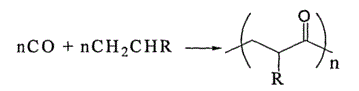 nCO + nCH₂CHR ⟶ O n
R